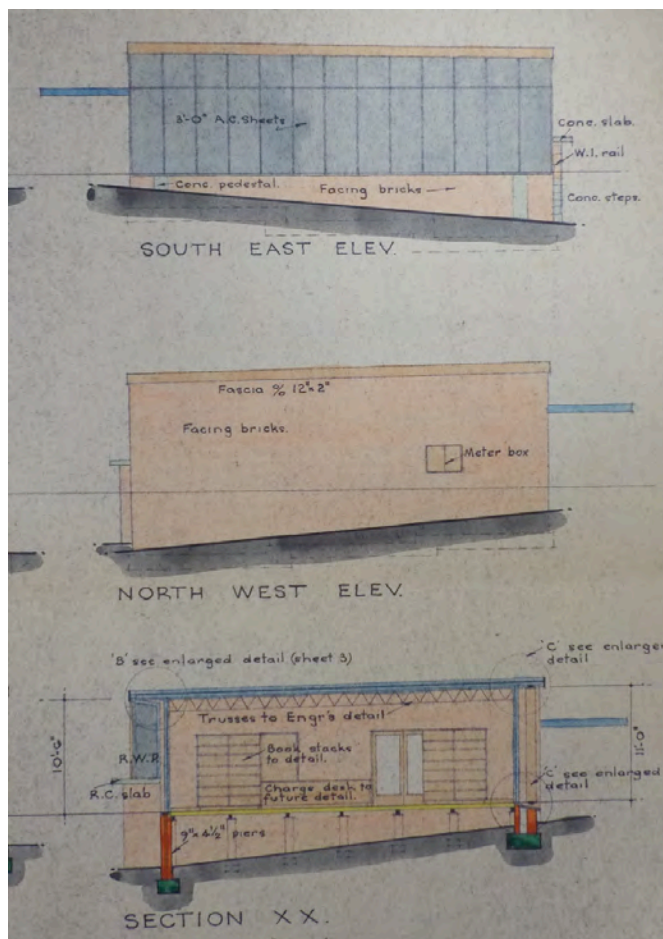 3'-0" A.C. Sheets
Conc. slab.
W.I. rail
Conc. pedestal.
Facing bricks
Conc. steps.
SOUTH EAST ELEV.
Fascia % 12"x 2"
Facing bricks.
Meter box
NORTH WEST ELEV.
'B' see enlarged detail (sheet 3)
'C' see enlarged
detail
Trusses to Engr's detail
10'-6"
11'-0"
Book stacks
to detail.
R.W.P.
R.C. slab
Charge desk to
future detail.
'C' see enlarged
detail
9"x 4½" piers
SECTION XX.